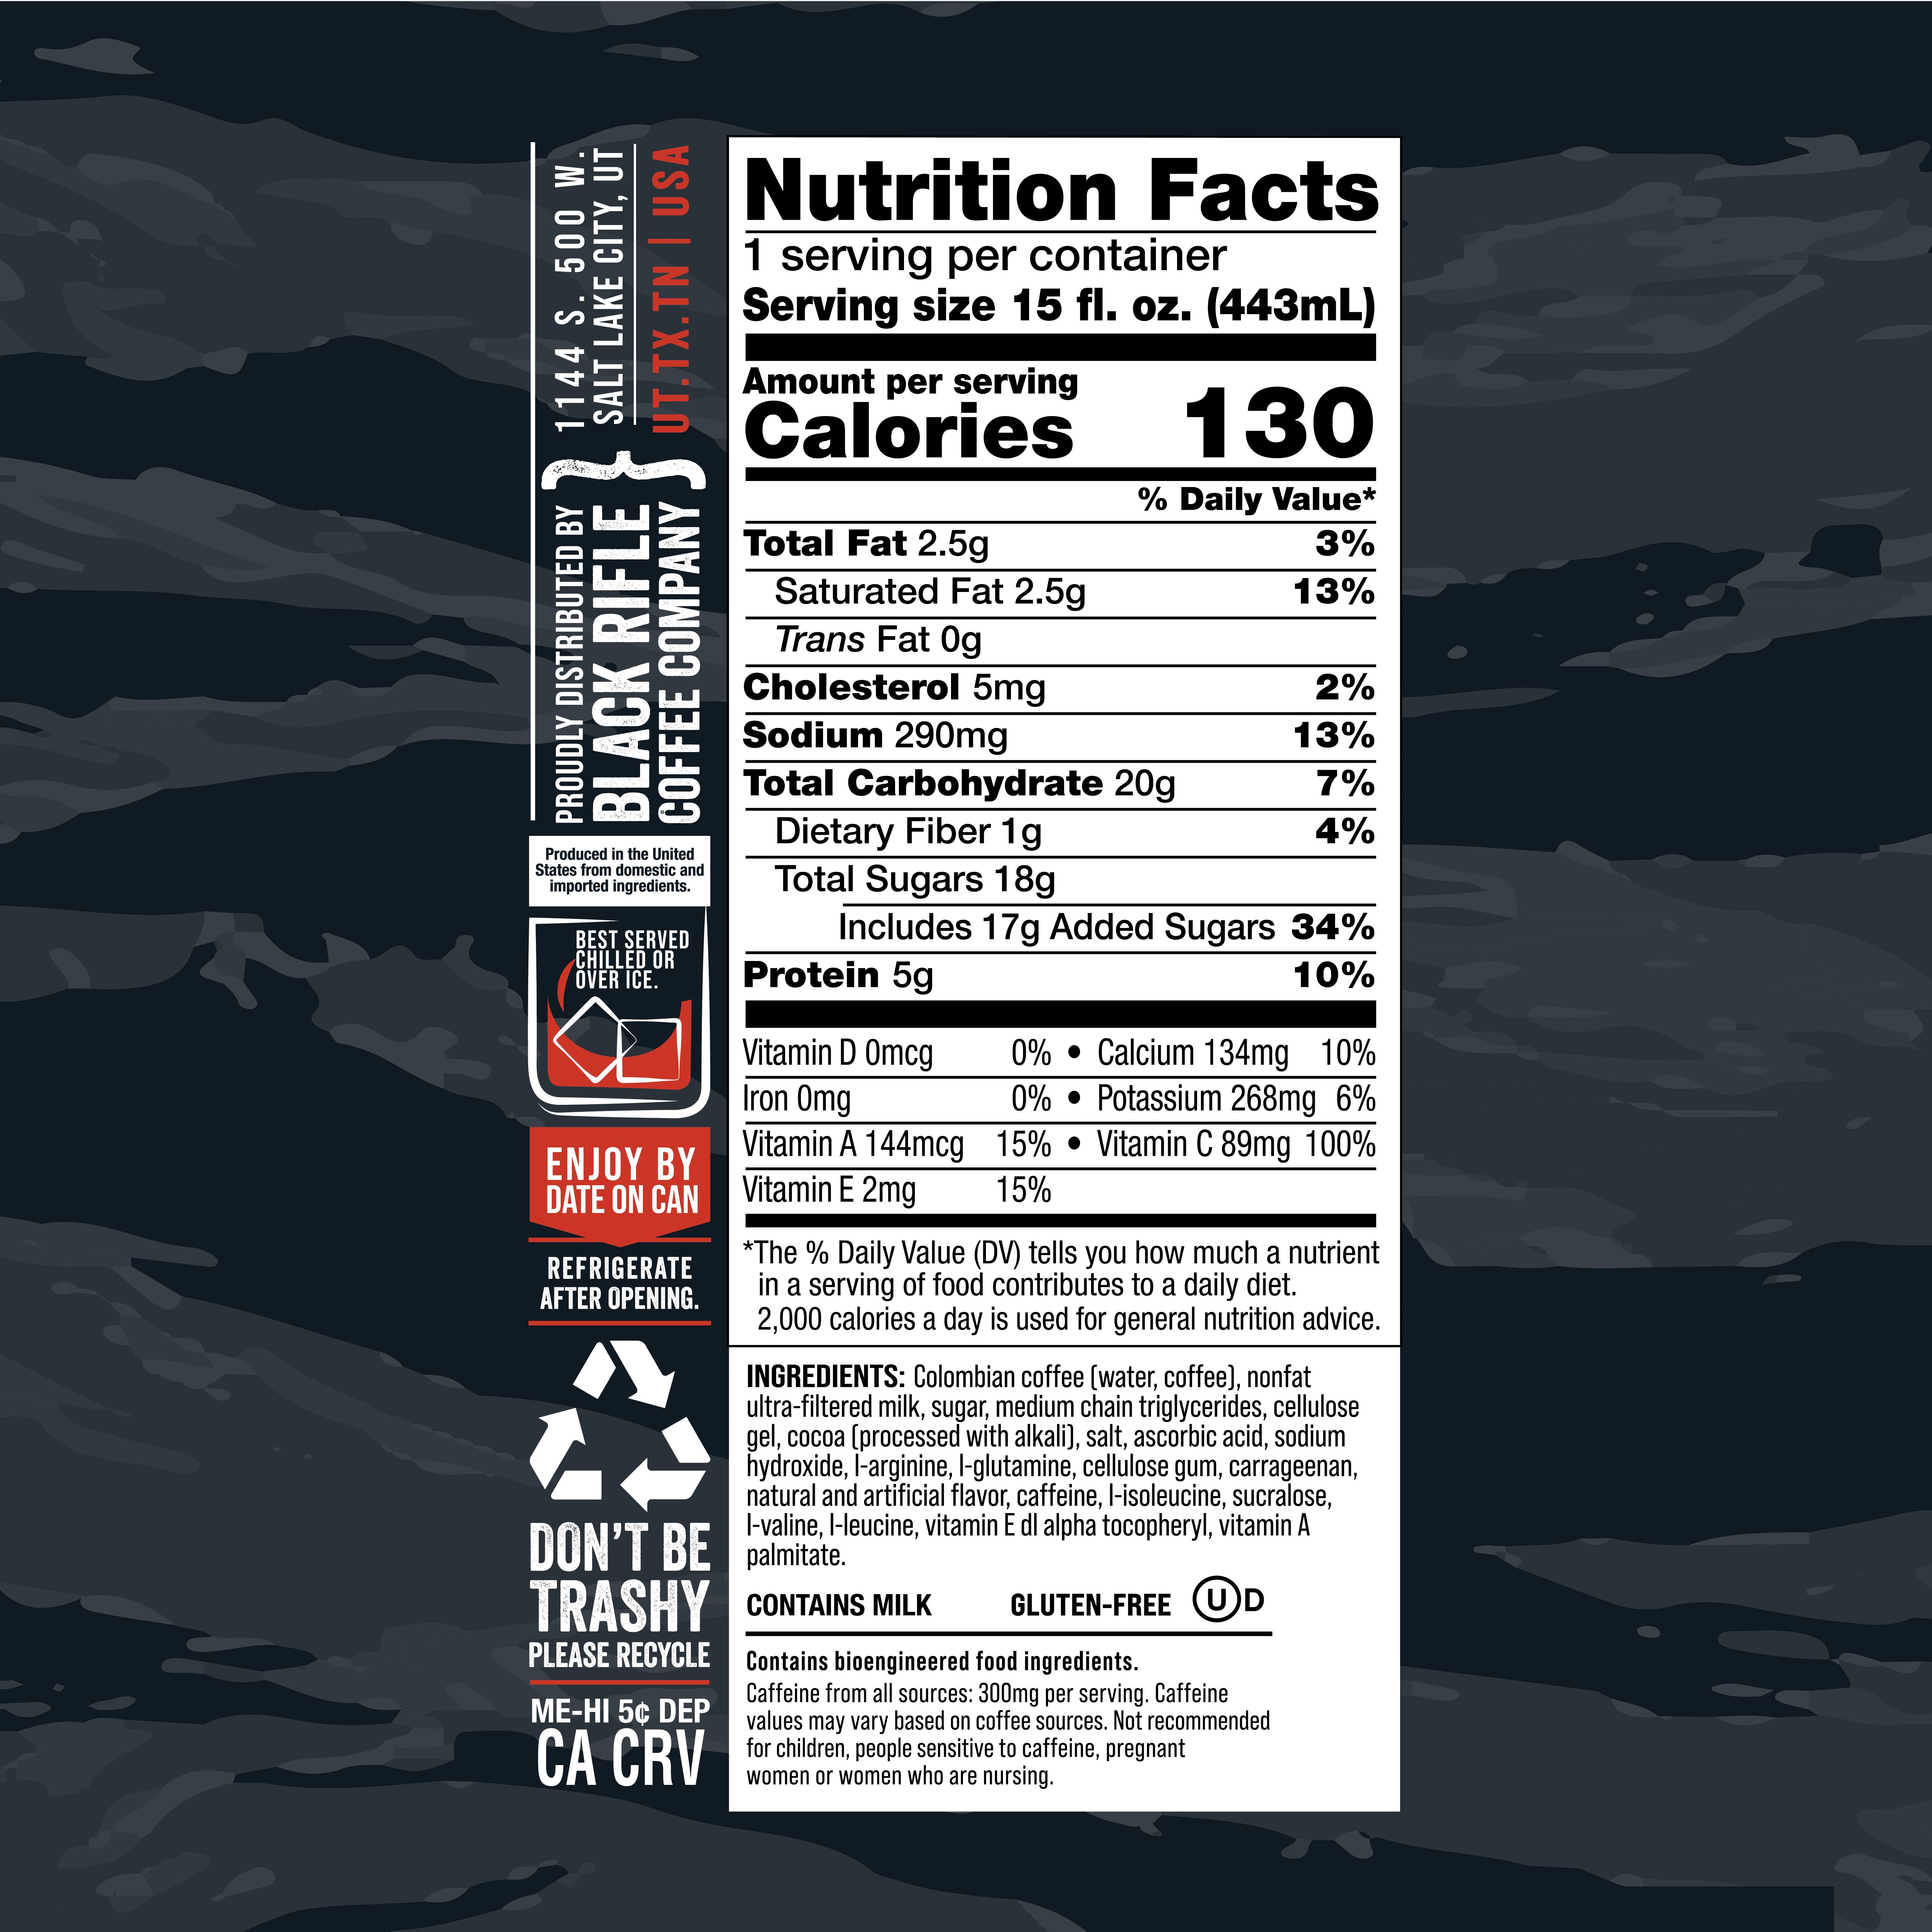 1144 S. 500 W.
SALT LAKE CITY, UT
UT.TX.TN | USA
PROUDLY DISTRIBUTED BY
BLACK RIFLE
COFFEE COMPANY
Produced in the United
States from domestic and
imported ingredients.
BEST SERVED
CHILLED OR
OVER ICE.
ENJOY BY
DATE ON CAN
REFRIGERATE
AFTER OPENING.
DON'T BE
TRASHY
PLEASE RECYCLE
ME-HI 5¢ DEP
CA CRV
Nutrition Facts
1 serving per container
Serving size 15 fl. oz. (443mL)
Amount per serving
Calories 130
% Daily Value*
Total Fat 2.5g 3%
Saturated Fat 2.5g 13%
Trans Fat 0g
Cholesterol 5mg 2%
Sodium 290mg 13%
Total Carbohydrate 20g 7%
Dietary Fiber 1g 4%
Total Sugars 18g
Includes 17g Added Sugars 34%
Protein 5g 10%
Vitamin D 0mcg 0% • Calcium 134mg 10%
Iron 0mg 0% • Potassium 268mg 6%
Vitamin A 144mcg 15% • Vitamin C 89mg 100%
Vitamin E 2mg 15%
*The % Daily Value (DV) tells you how much a nutrient
in a serving of food contributes to a daily diet.
2,000 calories a day is used for general nutrition advice.
INGREDIENTS: Colombian coffee (water, coffee), nonfat
ultra-filtered milk, sugar, medium chain triglycerides, cellulose
gel, cocoa (processed with alkali), salt, ascorbic acid, sodium
hydroxide, l-arginine, l-glutamine, cellulose gum, carrageenan,
natural and artificial flavor, caffeine, l-isoleucine, sucralose,
l-valine, l-leucine, vitamin E dl alpha tocopheryl, vitamin A
palmitate.
CONTAINS MILK GLUTEN-FREE U D
Contains bioengineered food ingredients.
Caffeine from all sources: 300mg per serving. Caffeine
values may vary based on coffee sources. Not recommended
for children, people sensitive to caffeine, pregnant
women or women who are nursing.